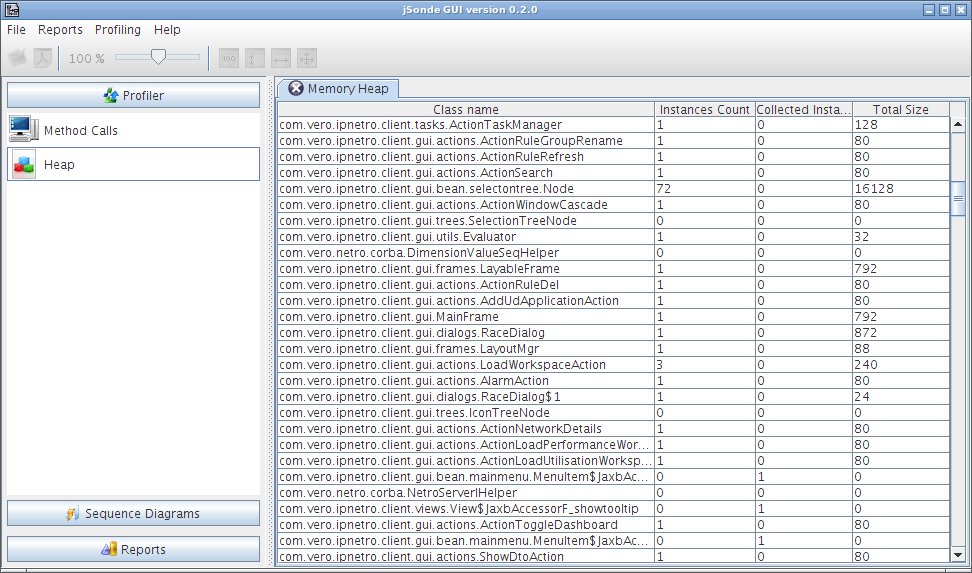 jSonde GUI version 0.2.0
File Reports Profiling Help
100 %
Profiler
Method Calls
Heap
Sequence Diagrams
Reports
Memory Heap
Class name Instances Count Collected Insta... Total Size
com.vero.ipnetro.client.tasks.ActionTaskManager 1 0 128
com.vero.ipnetro.client.gui.actions.ActionRuleGroupRename 1 0 80
com.vero.ipnetro.client.gui.actions.ActionRuleRefresh 1 0 80
com.vero.ipnetro.client.gui.actions.ActionSearch 1 0 80
com.vero.ipnetro.client.gui.bean.selectontree.Node 72 0 16128
com.vero.ipnetro.client.gui.actions.ActionWindowCascade 1 0 80
com.vero.ipnetro.client.gui.trees.SelectionTreeNode 0 0 0
com.vero.ipnetro.client.gui.utils.Evaluator 1 0 32
com.vero.netro.corba.DimensionValueSeqHelper 0 0 0
com.vero.ipnetro.client.gui.frames.LayableFrame 1 0 792
com.vero.ipnetro.client.gui.actions.ActionRuleDel 1 0 80
com.vero.ipnetro.client.gui.actions.AddUdApplicationAction 1 0 80
com.vero.ipnetro.client.gui.MainFrame 1 0 792
com.vero.ipnetro.client.gui.dialogs.RaceDialog 1 0 872
com.vero.ipnetro.client.gui.frames.LayoutMgr 1 0 88
com.vero.ipnetro.client.gui.actions.LoadWorkspaceAction 3 0 240
com.vero.ipnetro.client.gui.actions.AlarmAction 1 0 80
com.vero.ipnetro.client.gui.dialogs.RaceDialog$1 1 0 24
com.vero.ipnetro.client.gui.trees.IconTreeNode 0 0 0
com.vero.ipnetro.client.gui.actions.ActionNetworkDetails 1 0 80
com.vero.ipnetro.client.gui.actions.ActionLoadPerformanceWor... 1 0 80
com.vero.ipnetro.client.gui.actions.ActionLoadUtilisationWorksp... 1 0 80
com.vero.ipnetro.client.gui.bean.mainmenu.MenuItem$JaxbAc... 0 1 0
com.vero.netro.corba.NetroServerIHelper 0 0 0
com.vero.ipnetro.client.views.View$JaxbAccessorF_showtooltip 0 1 0
com.vero.ipnetro.client.gui.actions.ActionToggleDashboard 1 0 80
com.vero.ipnetro.client.gui.bean.mainmenu.MenuItem$JaxbAc... 0 1 0
com.vero.ipnetro.client.gui.actions.ShowDtoAction 1 0 80